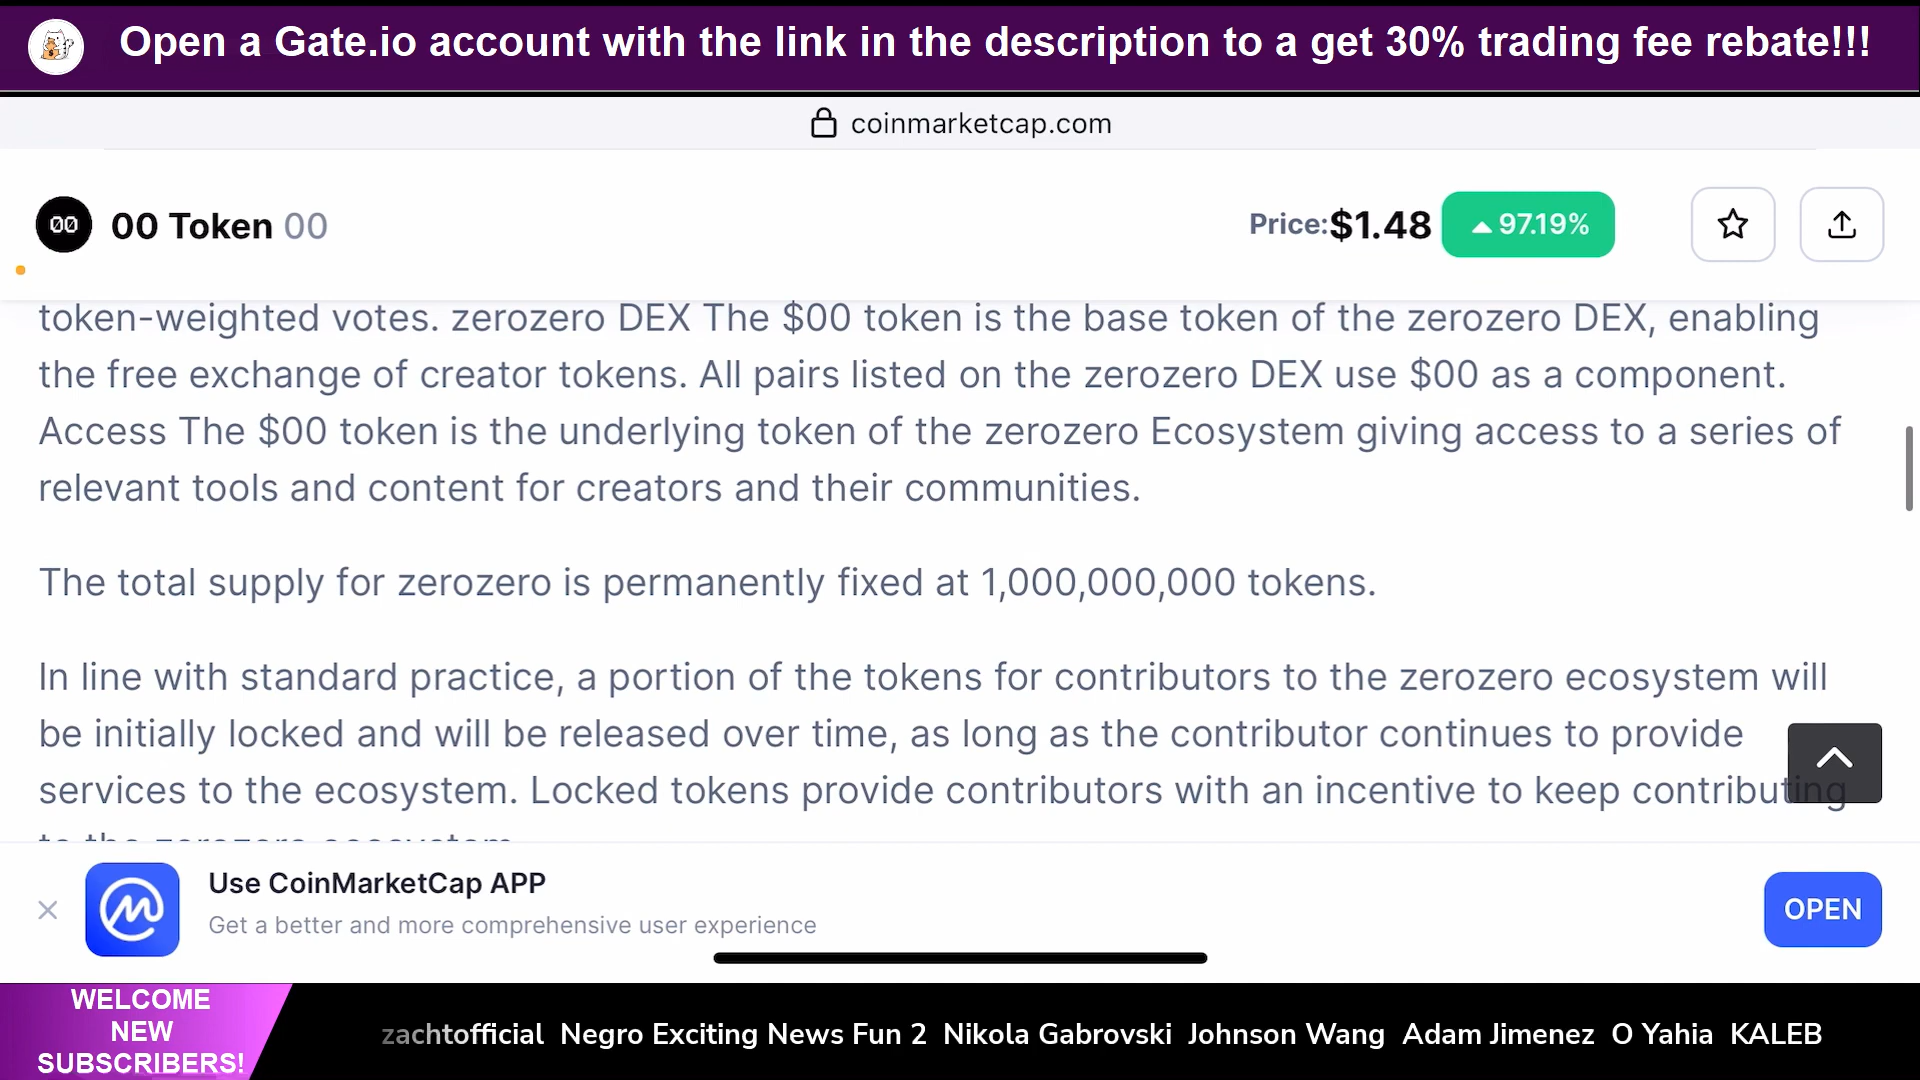 Open a Gate.io account with the link in the description to a get 30% trading fee rebate!!!
coinmarketcap.com
00
00 Token 00
Price:$1.48
97.19%
token-weighted votes. zerozero DEX The $00 token is the base token of the zerozero DEX, enabling
the free exchange of creator tokens. All pairs listed on the zerozero DEX use $00 as a component.
Access The $00 token is the underlying token of the zerozero Ecosystem giving access to a series of
relevant tools and content for creators and their communities.
The total supply for zerozero is permanently fixed at 1,000,000,000 tokens.
In line with standard practice, a portion of the tokens for contributors to the zerozero ecosystem will
be initially locked and will be released over time, as long as the contributor continues to provide
services to the ecosystem. Locked tokens provide contributors with an incentive to keep contributing
to the zerozero ecosystem
Use CoinMarketCap APP
Get a better and more comprehensive user experience
OPEN
WELCOME
NEW
SUBSCRIBERS!
zachtofficial Negro Exciting News Fun 2 Nikola Gabrovski Johnson Wang Adam Jimenez O Yahia KALEB